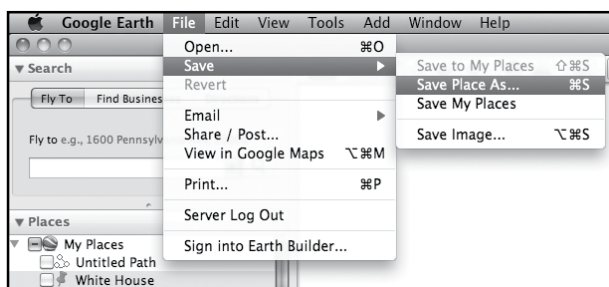 Google Earth File Edit View Tools Add Window Help
Open... ⌘O
Save
Revert
Email
Share / Post...
View in Google Maps ⌥⌘M
Print... ⌘P
Server Log Out
Sign into Earth Builder...
Save to My Places ⇧⌘S
Save Place As... ⌘S
Save My Places
Save Image... ⌥⌘S
Search
Fly To Find
Fly to e.g., 1600
Places
My Places
Untitled Path
White House